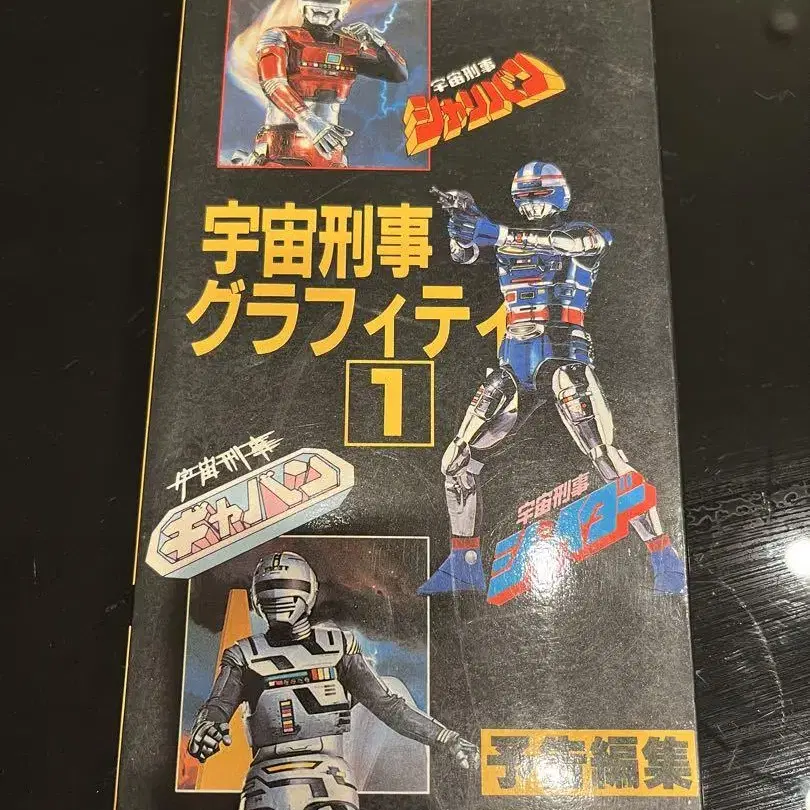 宇宙刑事
シャリバン
宇宙刑事
グラフィティ
1
宇宙刑事
ギャバン
宇宙刑事
シャイダー
予告編集